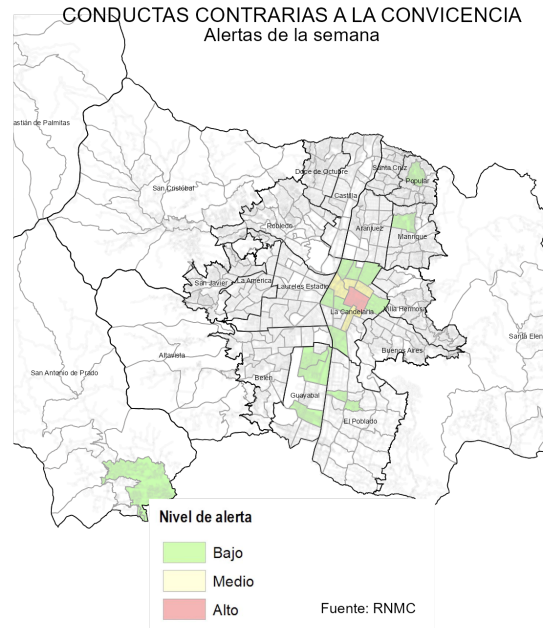 CONDUCTAS CONTRARIAS A LA CONVICENCIA
Alertas de la semana
astián de Palmitas
Doce de Octubre
Santa Cruz
Popular
San Cristóbal
Castilla
Robledo
Aranjuez
Manrique
San Javier
La América
Laureles Estadio
La Candelaria
Villa Hermosa
Santa Elen
Buenos Aires
Altavista
San Antonio de Prado
Belén
Guayabal
El Poblado
Nivel de alerta
Bajo
Medio
Alto
Fuente: RNMC